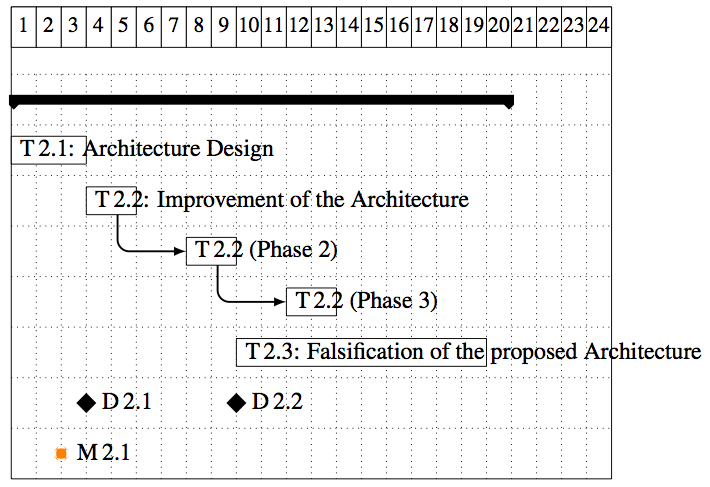 1 2 3 4 5 6 7 8 9 10 11 12 13 14 15 16 17 18 19 20 21 22 23 24
T 2.1: Architecture Design
T 2.2: Improvement of the Architecture
T 2.2 (Phase 2)
T 2.2 (Phase 3)
T 2.3: Falsification of the proposed Architecture
D 2.1 D 2.2
M 2.1